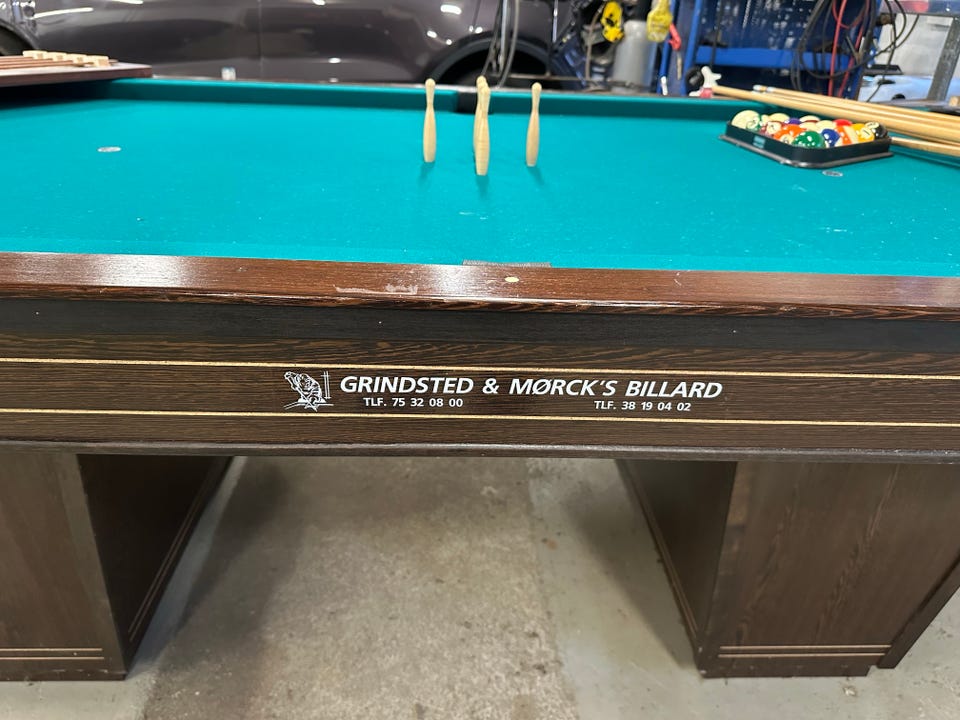 GRINDSTED & MØRCK'S BILLARD
TLF. 75 32 08 00 TLF. 38 19 04 02